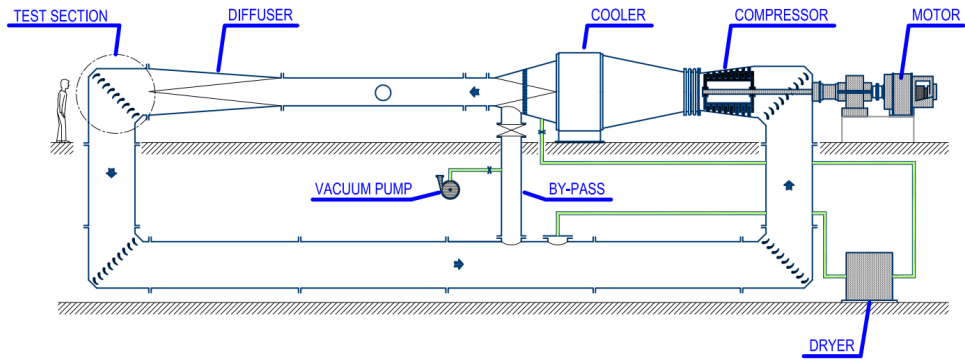 TEST SECTION
DIFFUSER
COOLER
COMPRESSOR
MOTOR
VACUUM PUMP
BY-PASS
DRYER